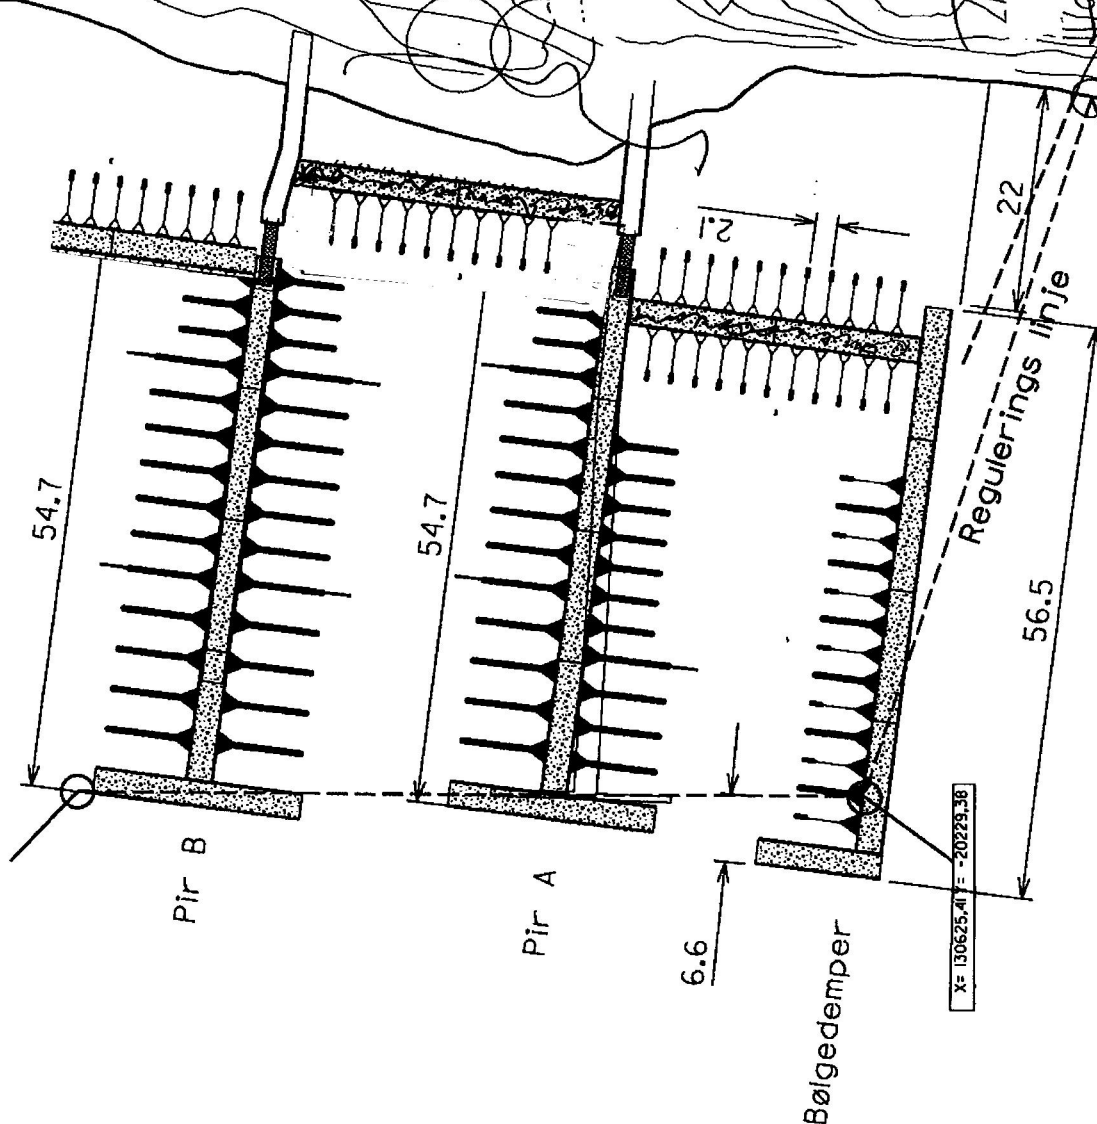 2.1
22
Regulerings linje
54.7
54.7
56.5
Pir B
Pir A
6.6
Bølgedemper
X= 130625.41 Y= -20229.38